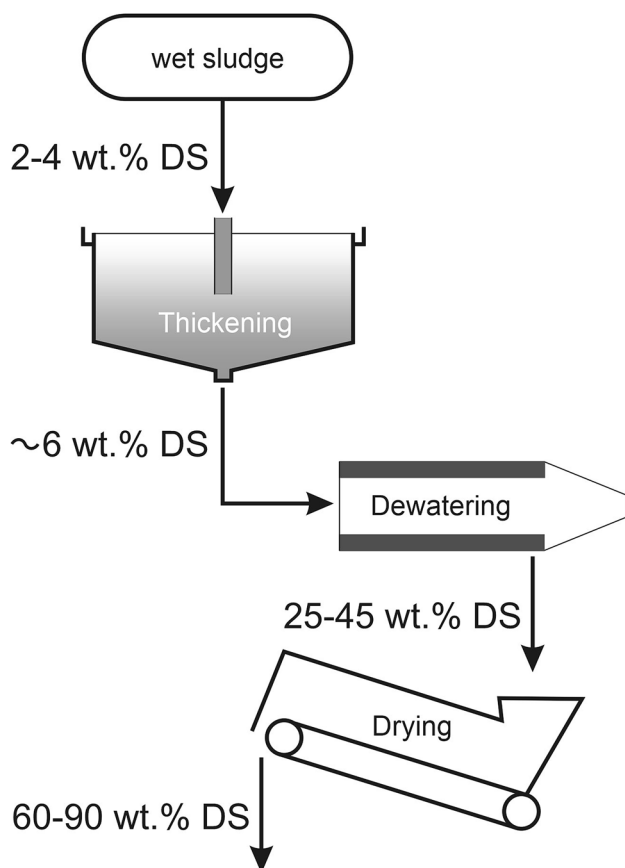 wet sludge
2-4 wt.% DS
Thickening
～6 wt.% DS
Dewatering
25-45 wt.% DS
Drying
60-90 wt.% DS